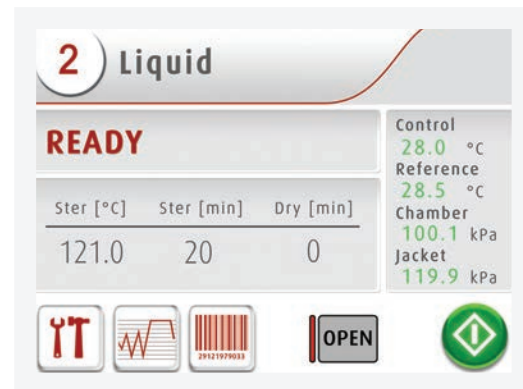 2 Liquid
READY
Ster [°C] Ster [min] Dry [min]
121.0 20 0
Control
28.0 °C
Reference
28.5 °C
Chamber
100.1 kPa
Jacket
119.9 kPa
29121979033
OPEN